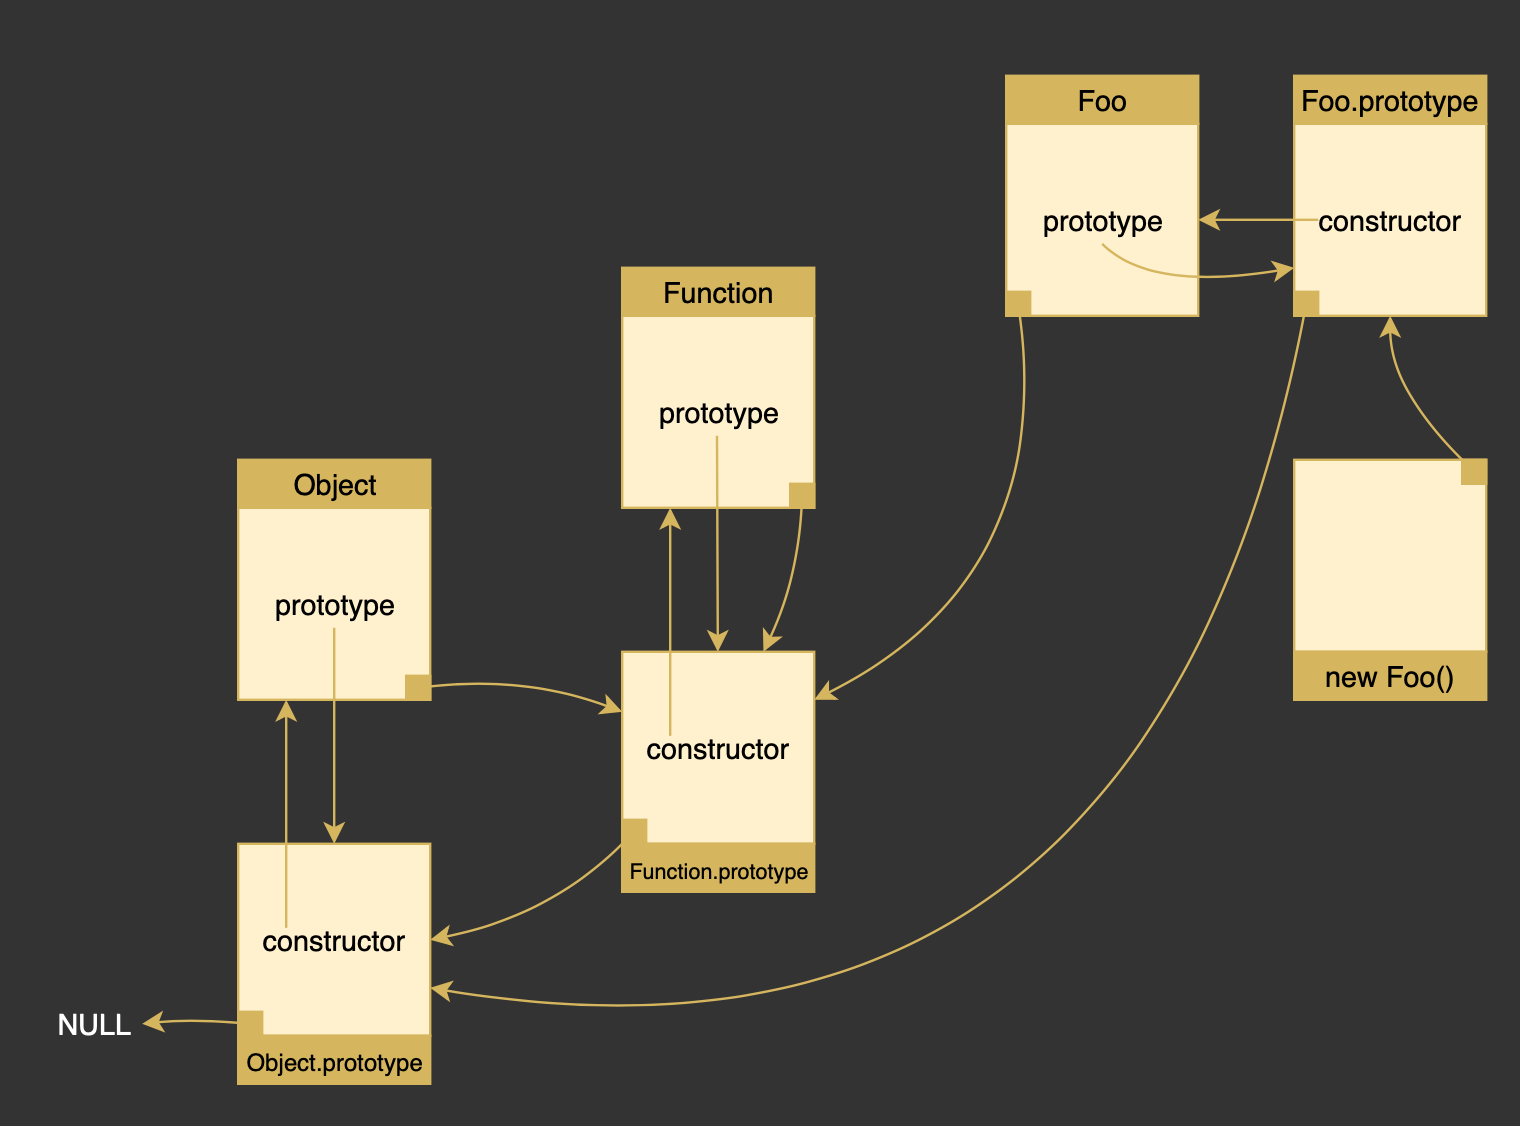 Foo
Foo.prototype
prototype
constructor
Function
prototype
Object
prototype
new Foo()
constructor
Function.prototype
constructor
NULL
Object.prototype